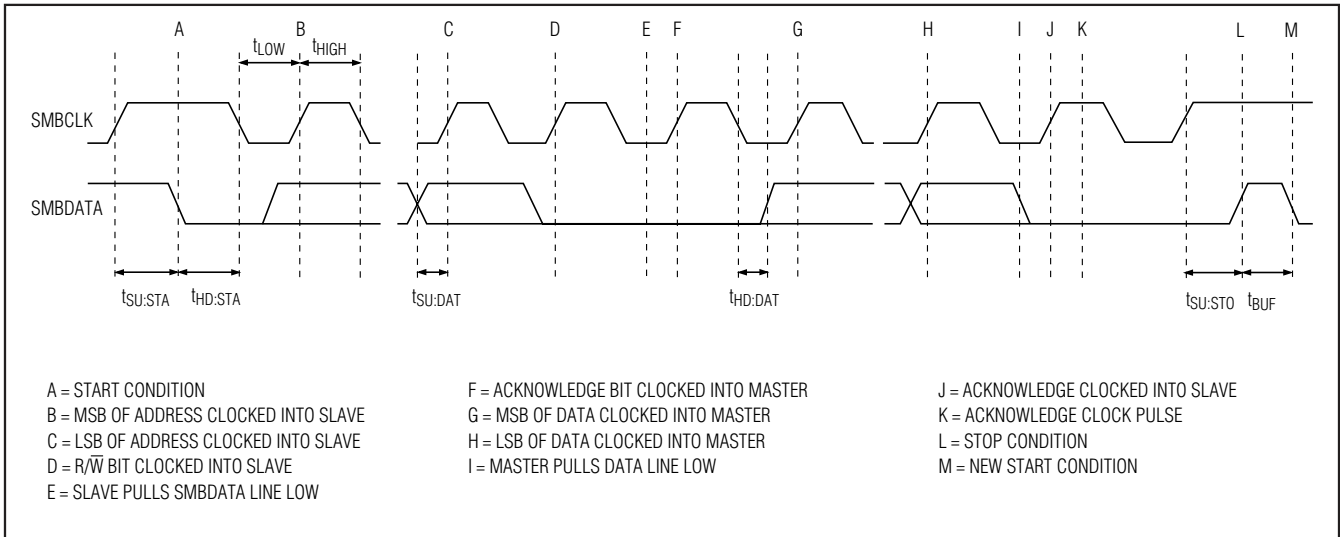 A B C D E F G H I J K L M
tLOW tHIGH
SMBCLK
SMBDATA
tSU:STA tHD:STA tSU:DAT tHD:DAT tSU:STO tBUF
A = START CONDITION
B = MSB OF ADDRESS CLOCKED INTO SLAVE
C = LSB OF ADDRESS CLOCKED INTO SLAVE
D = R/W̅ BIT CLOCKED INTO SLAVE
E = SLAVE PULLS SMBDATA LINE LOW
F = ACKNOWLEDGE BIT CLOCKED INTO MASTER
G = MSB OF DATA CLOCKED INTO MASTER
H = LSB OF DATA CLOCKED INTO MASTER
I = MASTER PULLS DATA LINE LOW
J = ACKNOWLEDGE CLOCKED INTO SLAVE
K = ACKNOWLEDGE CLOCK PULSE
L = STOP CONDITION
M = NEW START CONDITION